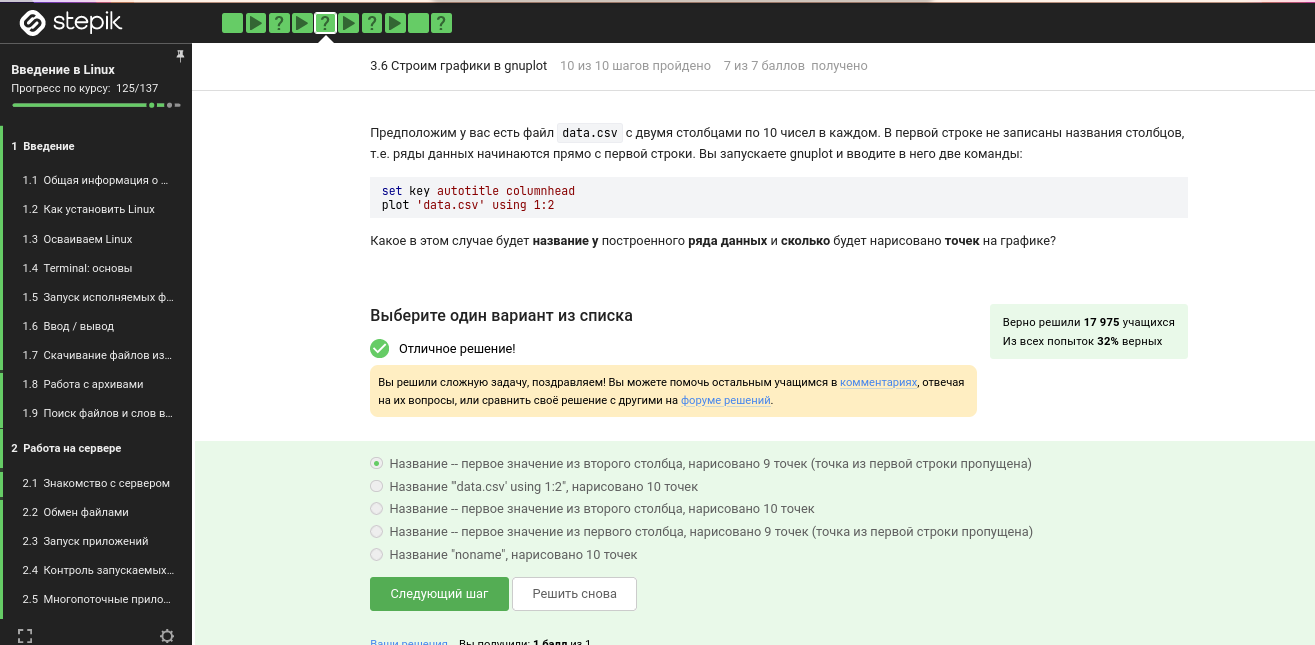 stepik
? ? ? ?
Введение в Linux
Прогресс по курсу: 125/137
1 Введение
1.1 Общая информация о ...
1.2 Как установить Linux
1.3 Осваиваем Linux
1.4 Terminal: основы
1.5 Запуск исполняемых ф...
1.6 Ввод / вывод
1.7 Скачивание файлов из...
1.8 Работа с архивами
1.9 Поиск файлов и слов в...
2 Работа на сервере
2.1 Знакомство с сервером
2.2 Обмен файлами
2.3 Запуск приложений
2.4 Контроль запускаемых...
2.5 Многопоточные прило...
3.6 Строим графики в gnuplot 10 из 10 шагов пройдено 7 из 7 баллов получено
Предположим у вас есть файл data.csv с двумя столбцами по 10 чисел в каждом. В первой строке не записаны названия столбцов,
т.е. ряды данных начинаются прямо с первой строки. Вы запускаете gnuplot и вводите в него две команды:
set key autotitle columnhead
plot 'data.csv' using 1:2
Какое в этом случае будет название у построенного ряда данных и сколько будет нарисовано точек на графике?
Выберите один вариант из списка
Отличное решение!
Верно решили 17 975 учащихся
Из всех попыток 32% верных
Вы решили сложную задачу, поздравляем! Вы можете помочь остальным учащимся в комментариях, отвечая
на их вопросы, или сравнить своё решение с другими на форуме решений.
Название -- первое значение из второго столбца, нарисовано 9 точек (точка из первой строки пропущена)
Название "'data.csv' using 1:2", нарисовано 10 точек
Название -- первое значение из второго столбца, нарисовано 10 точек
Название -- первое значение из первого столбца, нарисовано 9 точек (точка из первой строки пропущена)
Название "noname", нарисовано 10 точек
Следующий шаг Решить снова
Ваши решения Вы получили: 1 балл из 1